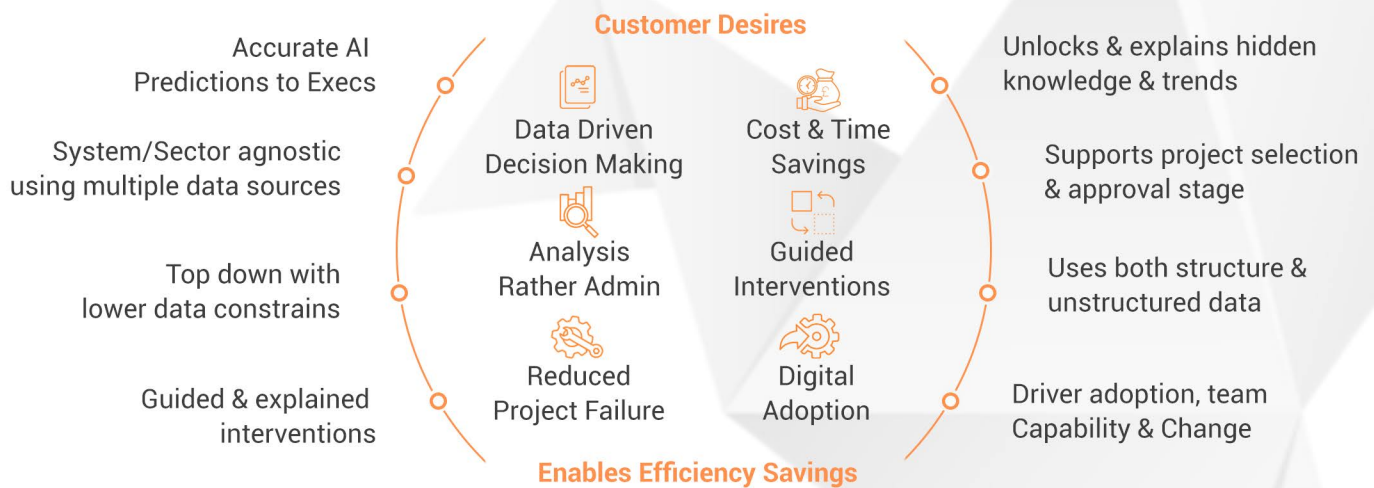 Customer Desires
Accurate AI
Predictions to Execs
System/Sector agnostic
using multiple data sources
Top down with
lower data constrains
Guided & explained
interventions
Data Driven
Decision Making
Cost & Time
Savings
Analysis
Rather Admin
Guided
Interventions
Reduced
Project Failure
Digital
Adoption
Unlocks & explains hidden
knowledge & trends
Supports project selection
& approval stage
Uses both structure &
unstructured data
Driver adoption, team
Capability & Change
Enables Efficiency Savings